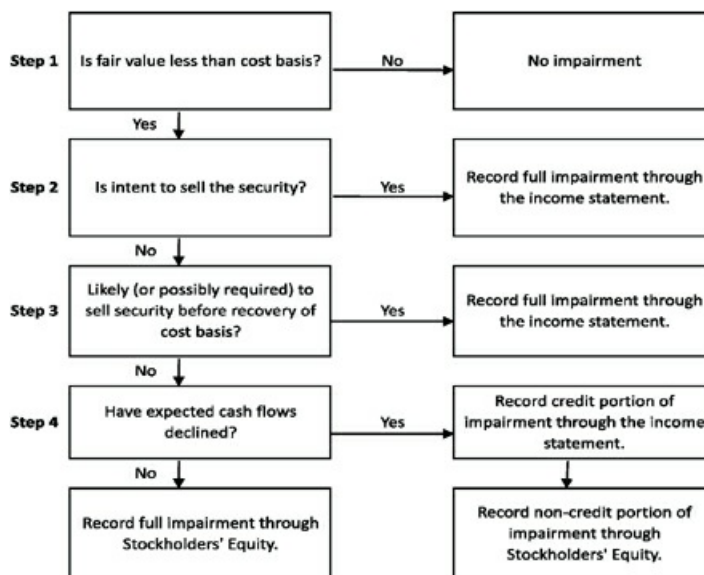 Step 1
Is fair value less than cost basis?
No
No impairment
Yes
Step 2
Is intent to sell the security?
Yes
Record full impairment through
the income statement.
No
Step 3
Likely (or possibly required) to
sell security before recovery of
cost basis?
Yes
Record full impairment through
the income statement.
No
Step 4
Have expected cash flows
declined?
Yes
Record credit portion of
impairment through the income
statement.
No
Record full impairment through
Stockholders' Equity.
Record non-credit portion of
impairment through
Stockholders' Equity.